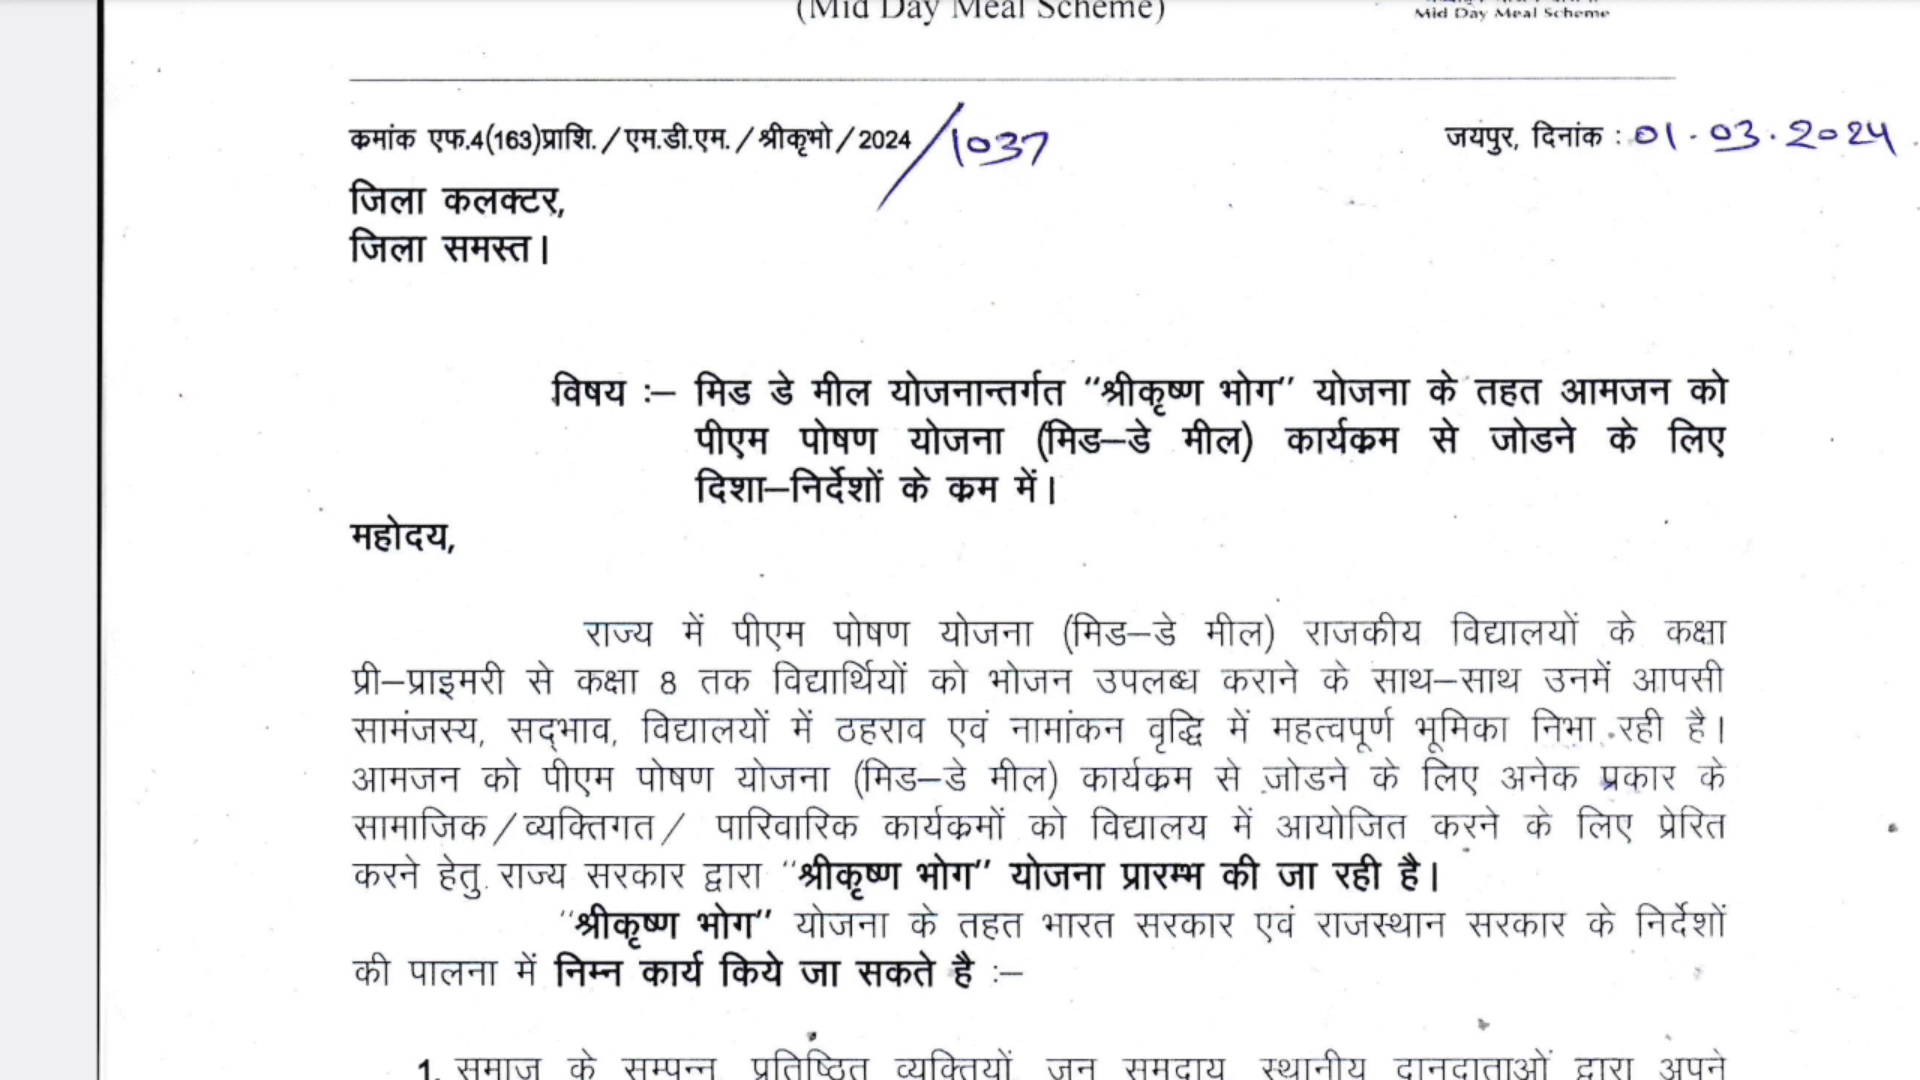 (Mid Day Meal Scheme)
Mid Day Meal Scheme
कमांक एफ.4(163)प्राशि./एम.डी.एम./श्रीकृभो/2024 /1037
जयपुर, दिनांक : 01.03.2024
जिला कलक्टर,
जिला समस्त।
विषय :– मिड डे मील योजनान्तर्गत "श्रीकृष्ण भोग" योजना के तहत आमजन को
पीएम पोषण योजना (मिड–डे मील) कार्यकम से जोडने के लिए
दिशा–निर्देशों के कम में।
महोदय,
राज्य में पीएम पोषण योजना (मिड–डे मील) राजकीय विद्यालयों के कक्षा
प्री–प्राइमरी से कक्षा 8 तक विद्यार्थियों को भोजन उपलब्ध कराने के साथ–साथ उनमें आपसी
सामंजस्य, सद्भाव, विद्यालयों में ठहराव एवं नामांकन वृद्धि में महत्वपूर्ण भूमिका निभा रही है।
आमजन को पीएम पोषण योजना (मिड–डे मील) कार्यकम से जोडने के लिए अनेक प्रकार के
सामाजिक/व्यक्तिगत/ पारिवारिक कार्यकमों को विद्यालय में आयोजित करने के लिए प्रेरित
करने हेतु राज्य सरकार द्वारा "श्रीकृष्ण भोग" योजना प्रारम्भ की जा रही है।
"श्रीकृष्ण भोग" योजना के तहत भारत सरकार एवं राजस्थान सरकार के निर्देशों
की पालना में निम्न कार्य किये जा सकते है :–
1. समाज के सम्पन्न प्रतिष्ठित व्यक्तियों जन समुदाय स्थानीय दानदाताओं द्वारा अपने